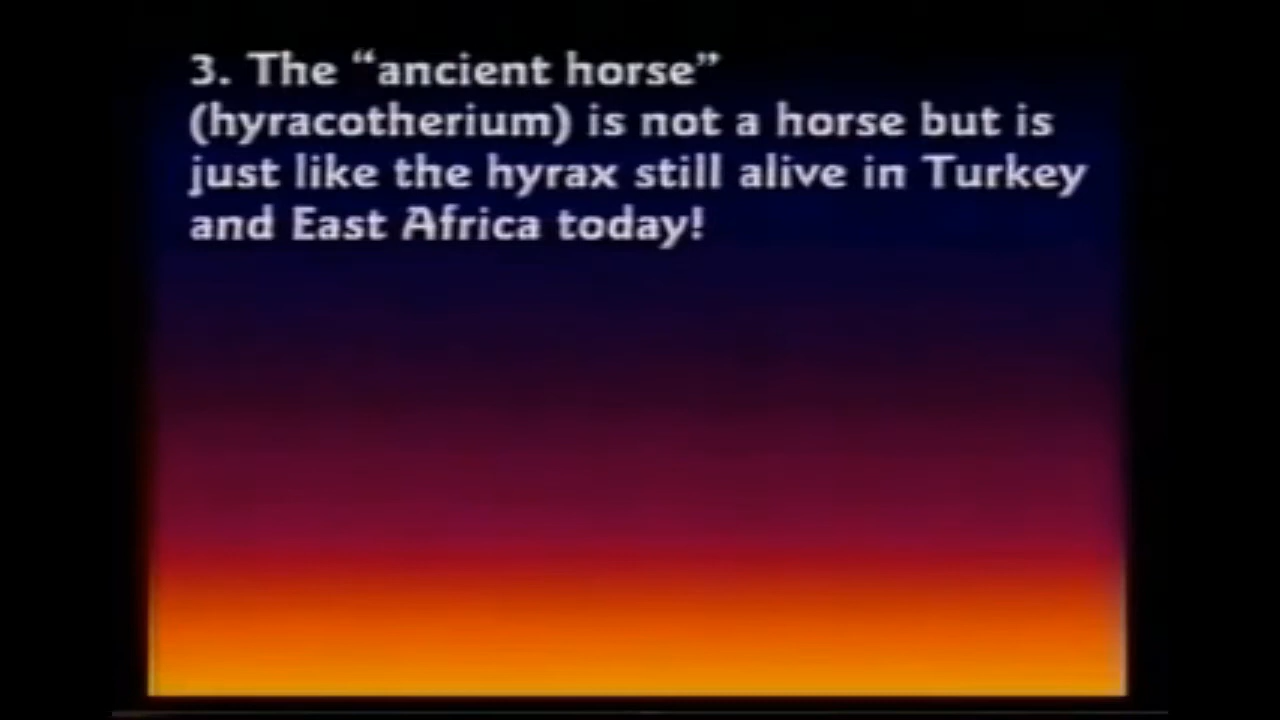 3. The “ancient horse”
(hyracotherium) is not a horse but is
just like the hyrax still alive in Turkey
and East Africa today!